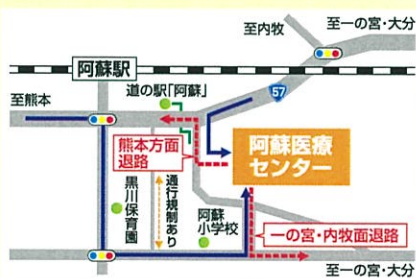 至内牧
至一の宮・大分
阿蘇駅
道の駅「阿蘇」
至熊本
57
熊本方面
退路
阿蘇医療
センター
黒川保育園
通行規制あり
阿蘇
小学校
一の宮・内牧面退路
至一の宮・大分